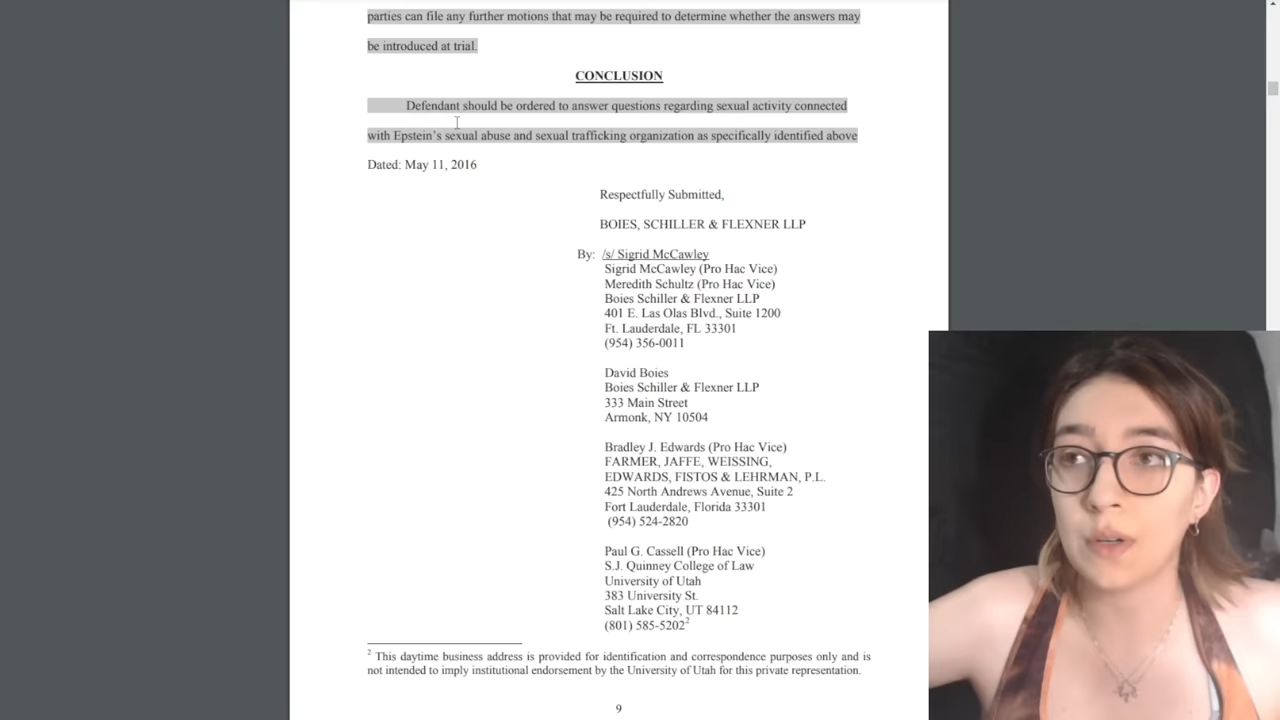 parties can file any further motions that may be required to determine whether the answers may
be introduced at trial.
CONCLUSION
Defendant should be ordered to answer questions regarding sexual activity connected
with Epstein's sexual abuse and sexual trafficking organization as specifically identified above
Dated: May 11, 2016
Respectfully Submitted,
BOIES, SCHILLER & FLEXNER LLP
By: /s/ Sigrid McCawley
Sigrid McCawley (Pro Hac Vice)
Meredith Schultz (Pro Hac Vice)
Boies Schiller & Flexner LLP
401 E. Las Olas Blvd., Suite 1200
Ft. Lauderdale, FL 33301
(954) 356-0011
David Boies
Boies Schiller & Flexner LLP
333 Main Street
Armonk, NY 10504
Bradley J. Edwards (Pro Hac Vice)
FARMER, JAFFE, WEISSING,
EDWARDS, FISTOS & LEHRMAN, P.L.
425 North Andrews Avenue, Suite 2
Fort Lauderdale, Florida 33301
(954) 524-2820
Paul G. Cassell (Pro Hac Vice)
S.J. Quinney College of Law
University of Utah
383 University St.
Salt Lake City, UT 84112
(801) 585-5202²
² This daytime business address is provided for identification and correspondence purposes only and is
not intended to imply institutional endorsement by the University of Utah for this private representation.
9